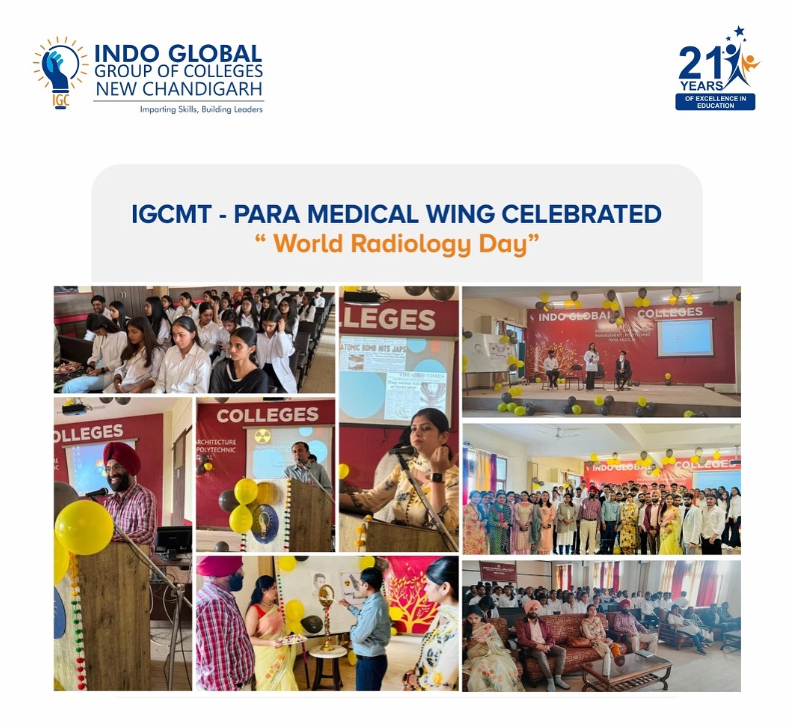 INDO GLOBAL
GROUP OF COLLEGES
NEW CHANDIGARH
Imparting Skills, Building Leaders
IGC
21
YEARS
OF EXCELLENCE IN
EDUCATION
IGCMT - PARA MEDICAL WING CELEBRATED
“ World Radiology Day”
LEGES
ATOMIC BOMB HITS JAPS
INDO GLOBAL COLLEGES
OLLEGES
COLLEGES
ARCHITECTURE
POLYTECHNIC
INDO GLOBAL COLLEGES